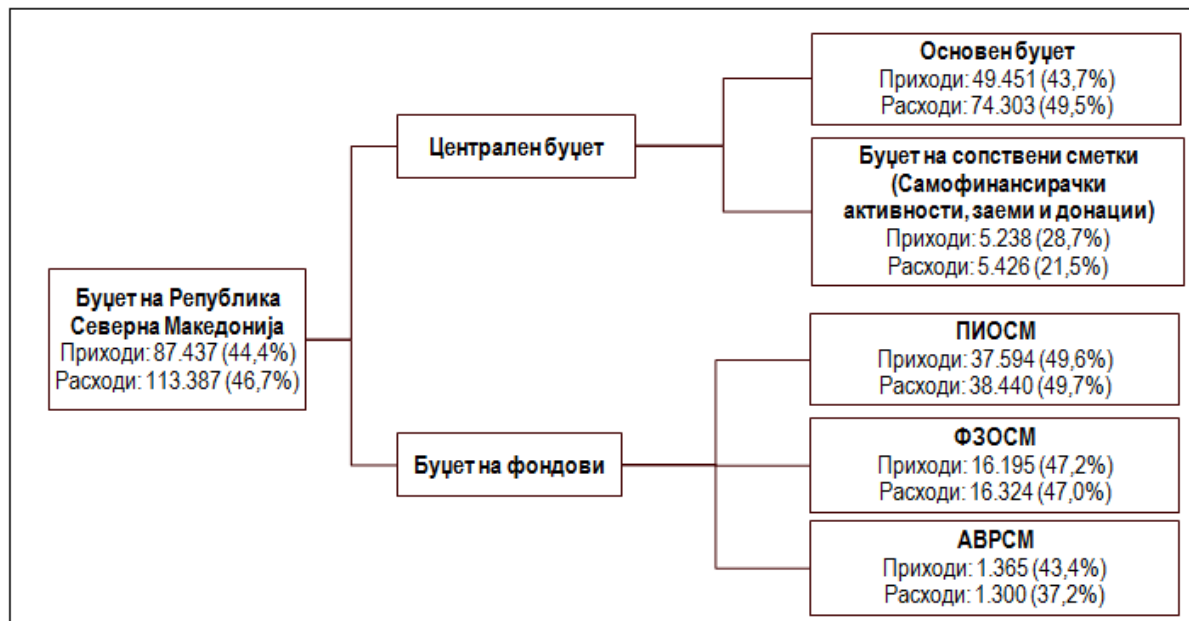 Основен буџет
Приходи: 49.451 (43,7%)
Расходи: 74.303 (49,5%)
Централен буџет
Буџет на сопствени сметки
(Самофинансирачки
активности, заеми и донации)
Приходи: 5.238 (28,7%)
Расходи: 5.426 (21,5%)
Буџет на Република
Северна Македонија
Приходи: 87.437 (44,4%)
Расходи: 113.387 (46,7%)
ПИОСМ
Приходи: 37.594 (49,6%)
Расходи: 38.440 (49,7%)
Буџет на фондови
ФЗОСМ
Приходи: 16.195 (47,2%)
Расходи: 16.324 (47,0%)
АВРСМ
Приходи: 1.365 (43,4%)
Расходи: 1.300 (37,2%)